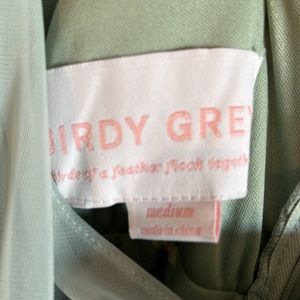 BIRDY GREY
birds of a feather flock together
medium
made in china